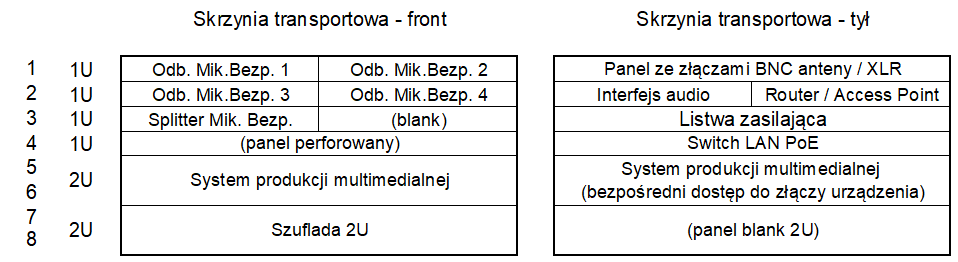 Skrzynia transportowa - front
Skrzynia transportowa - tył
1 1U Odb. Mik.Bezp. 1 Odb. Mik.Bezp. 2 Panel ze złączami BNC anteny / XLR
2 1U Odb. Mik.Bezp. 3 Odb. Mik.Bezp. 4 Interfejs audio Router / Access Point
3 1U Splitter Mik. Bezp. (blank) Listwa zasilająca
4 1U (panel perforowany) Switch LAN PoE
5
6
2U
System produkcji multimedialnej
System produkcji multimedialnej
(bezpośredni dostęp do złączy urządzenia)
7
8
2U
Szuflada 2U
(panel blank 2U)